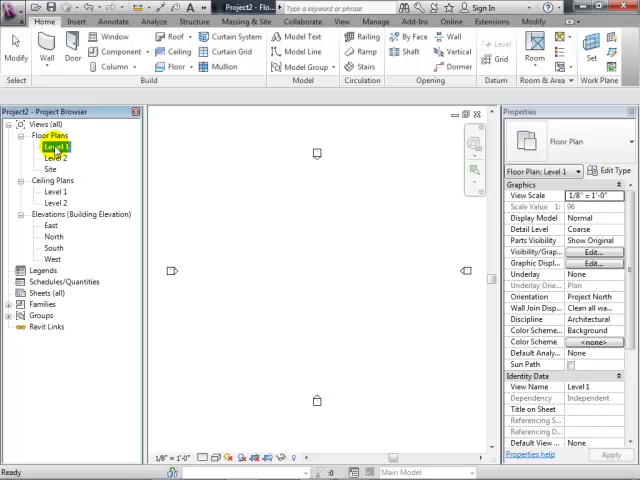 Project2 - Flo...
Type a keyword or phrase
Home Insert Annotate Analyze Structure Massing & Site Collaborate View Manage Add-Ins Online Extensions Modify
Modify Wall Door Window Component Column Roof Ceiling Floor Curtain System Curtain Grid Mullion Model Text Model Line Model Group Railing Ramp Stairs By Face Shaft Wall Vertical Dormer Level Grid Room Set
Select Build Model Circulation Opening Datum Room & Area Work Plane
Project2 - Project Browser
Views (all)
Floor Plans
Level 1
Level 2
Site
Ceiling Plans
Level 1
Level 2
Elevations (Building Elevation)
East
North
South
West
Legends
Schedules/Quantities
Sheets (all)
Families
Groups
Revit Links
Properties
Floor Plan
Floor Plan: Level 1 Edit Type
Graphics
View Scale 1/8" = 1'-0"
Scale Value 1: 96
Display Model Normal
Detail Level Coarse
Parts Visibility Show Original
Visibility/Grap... Edit...
Graphic Displ... Edit...
Underlay None
Underlay Orien... Plan
Orientation Project North
Wall Join Disp... Clean all wa...
Discipline Architectural
Color Scheme... Background
Color Scheme <none>
Default Analy... None
Sun Path
Identity Data
View Name Level 1
Dependency Independent
Title on Sheet
Referencing S...
Referencing D...
Default View ... None
Properties help Apply
1/8" = 1'-0"
Ready :0 Main Model